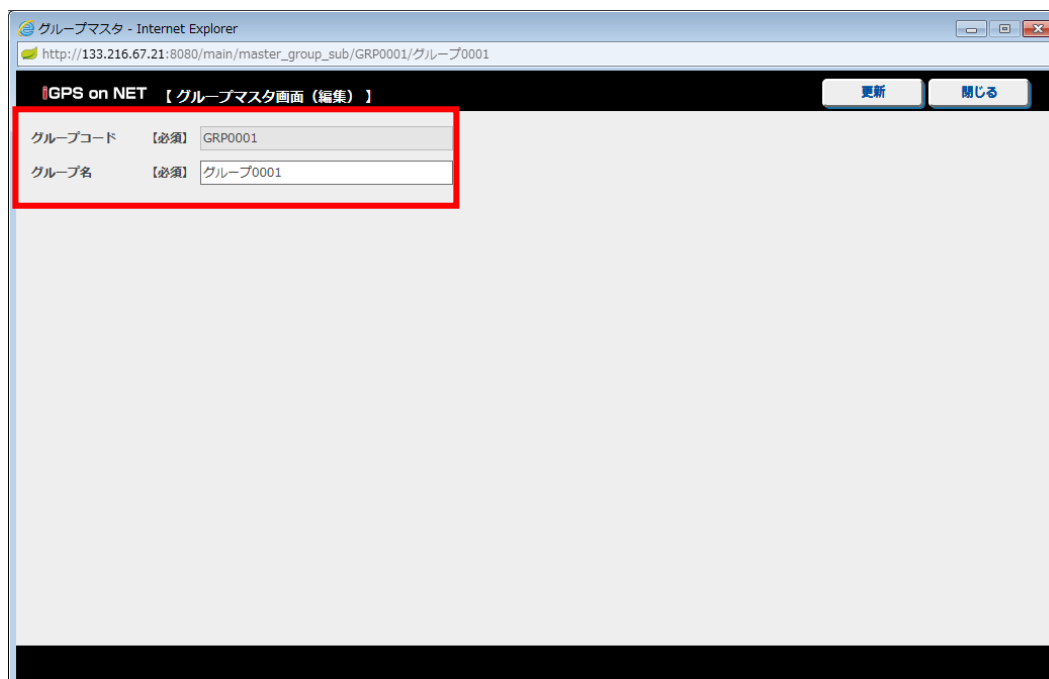 グループマスタ - Internet Explorer
http://133.216.67.21:8080/main/master_group_sub/GRP0001/グループ0001
iGPS on NET 【 グループマスタ画面（編集） 】 更新 閉じる
グループコード 【必須】 GRP0001
グループ名 【必須】 グループ0001